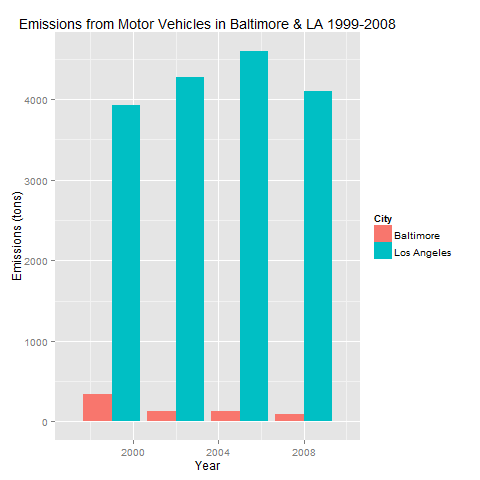 Emissions from Motor Vehicles in Baltimore & LA 1999-2008
Emissions (tons)
4000
3000
2000
1000
0
2000 2004 2008
Year
City
Baltimore
Los Angeles